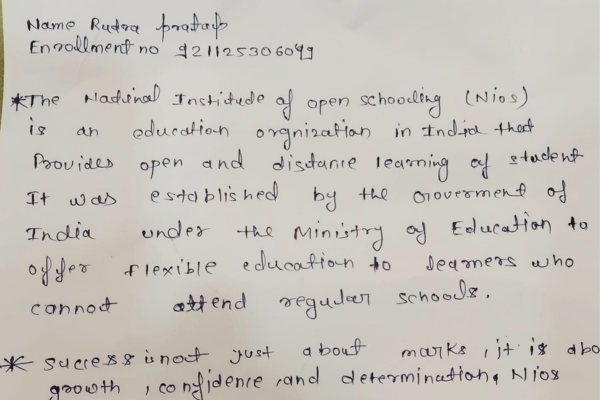 Name Rudra pratap
Enrollment no 921125306099
*The National Institude of open schooling (Nios)
is an education orgnization in India that
Provides open and distance learning of student
It was established by the Goverment of
India under the Ministry of Education to
offer flexible education to learners who
cannot attend regular schools.
* success is not just about marks, it is abo
growth, confidence, and determination, Nios